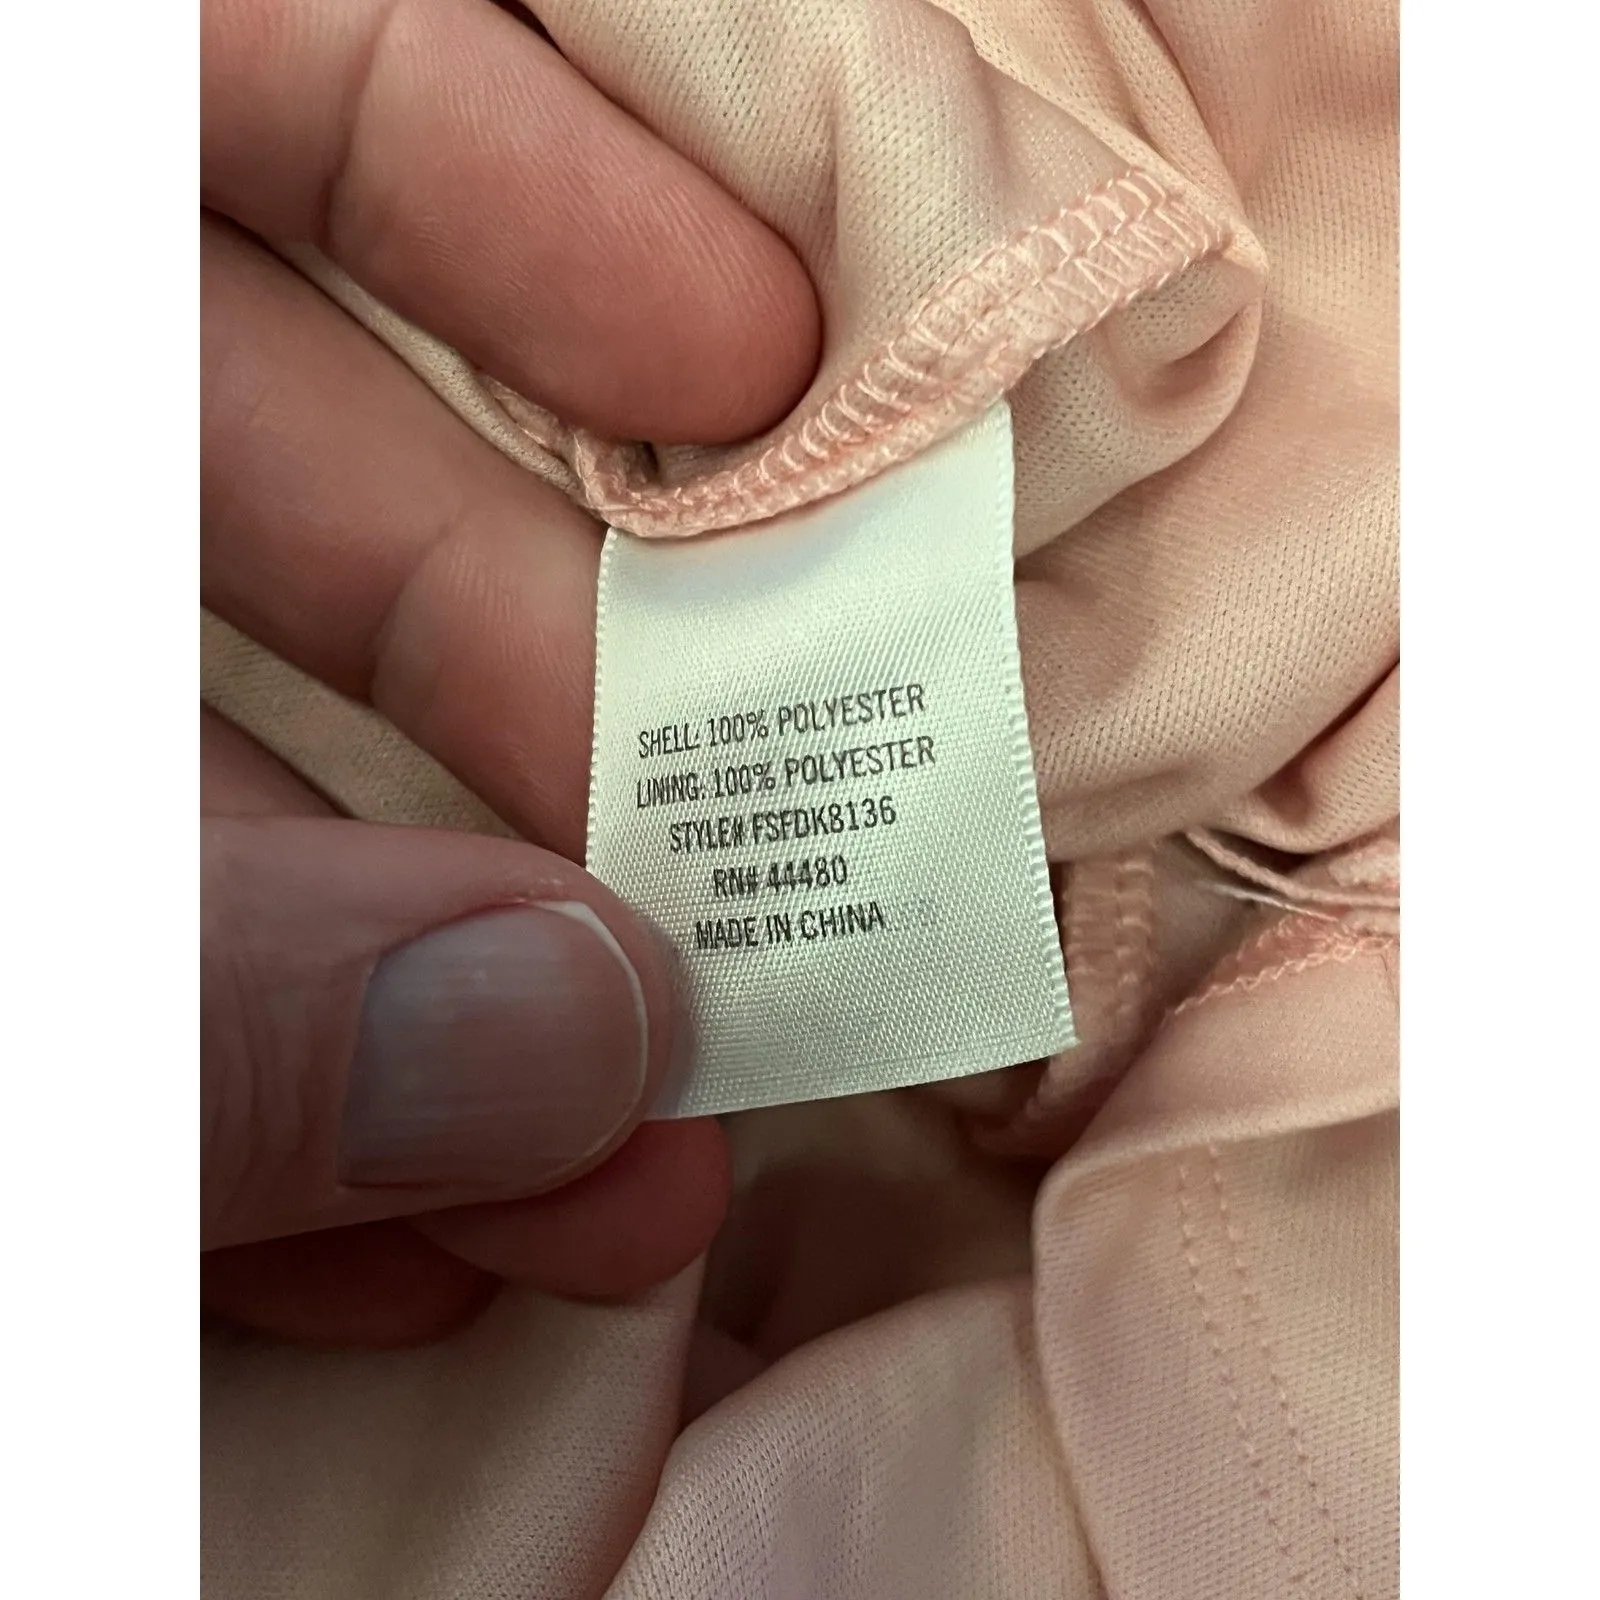 SHELL: 100% POLYESTER
LINING: 100% POLYESTER
STYLE# FSFDK8136
RN# 44480
MADE IN CHINA